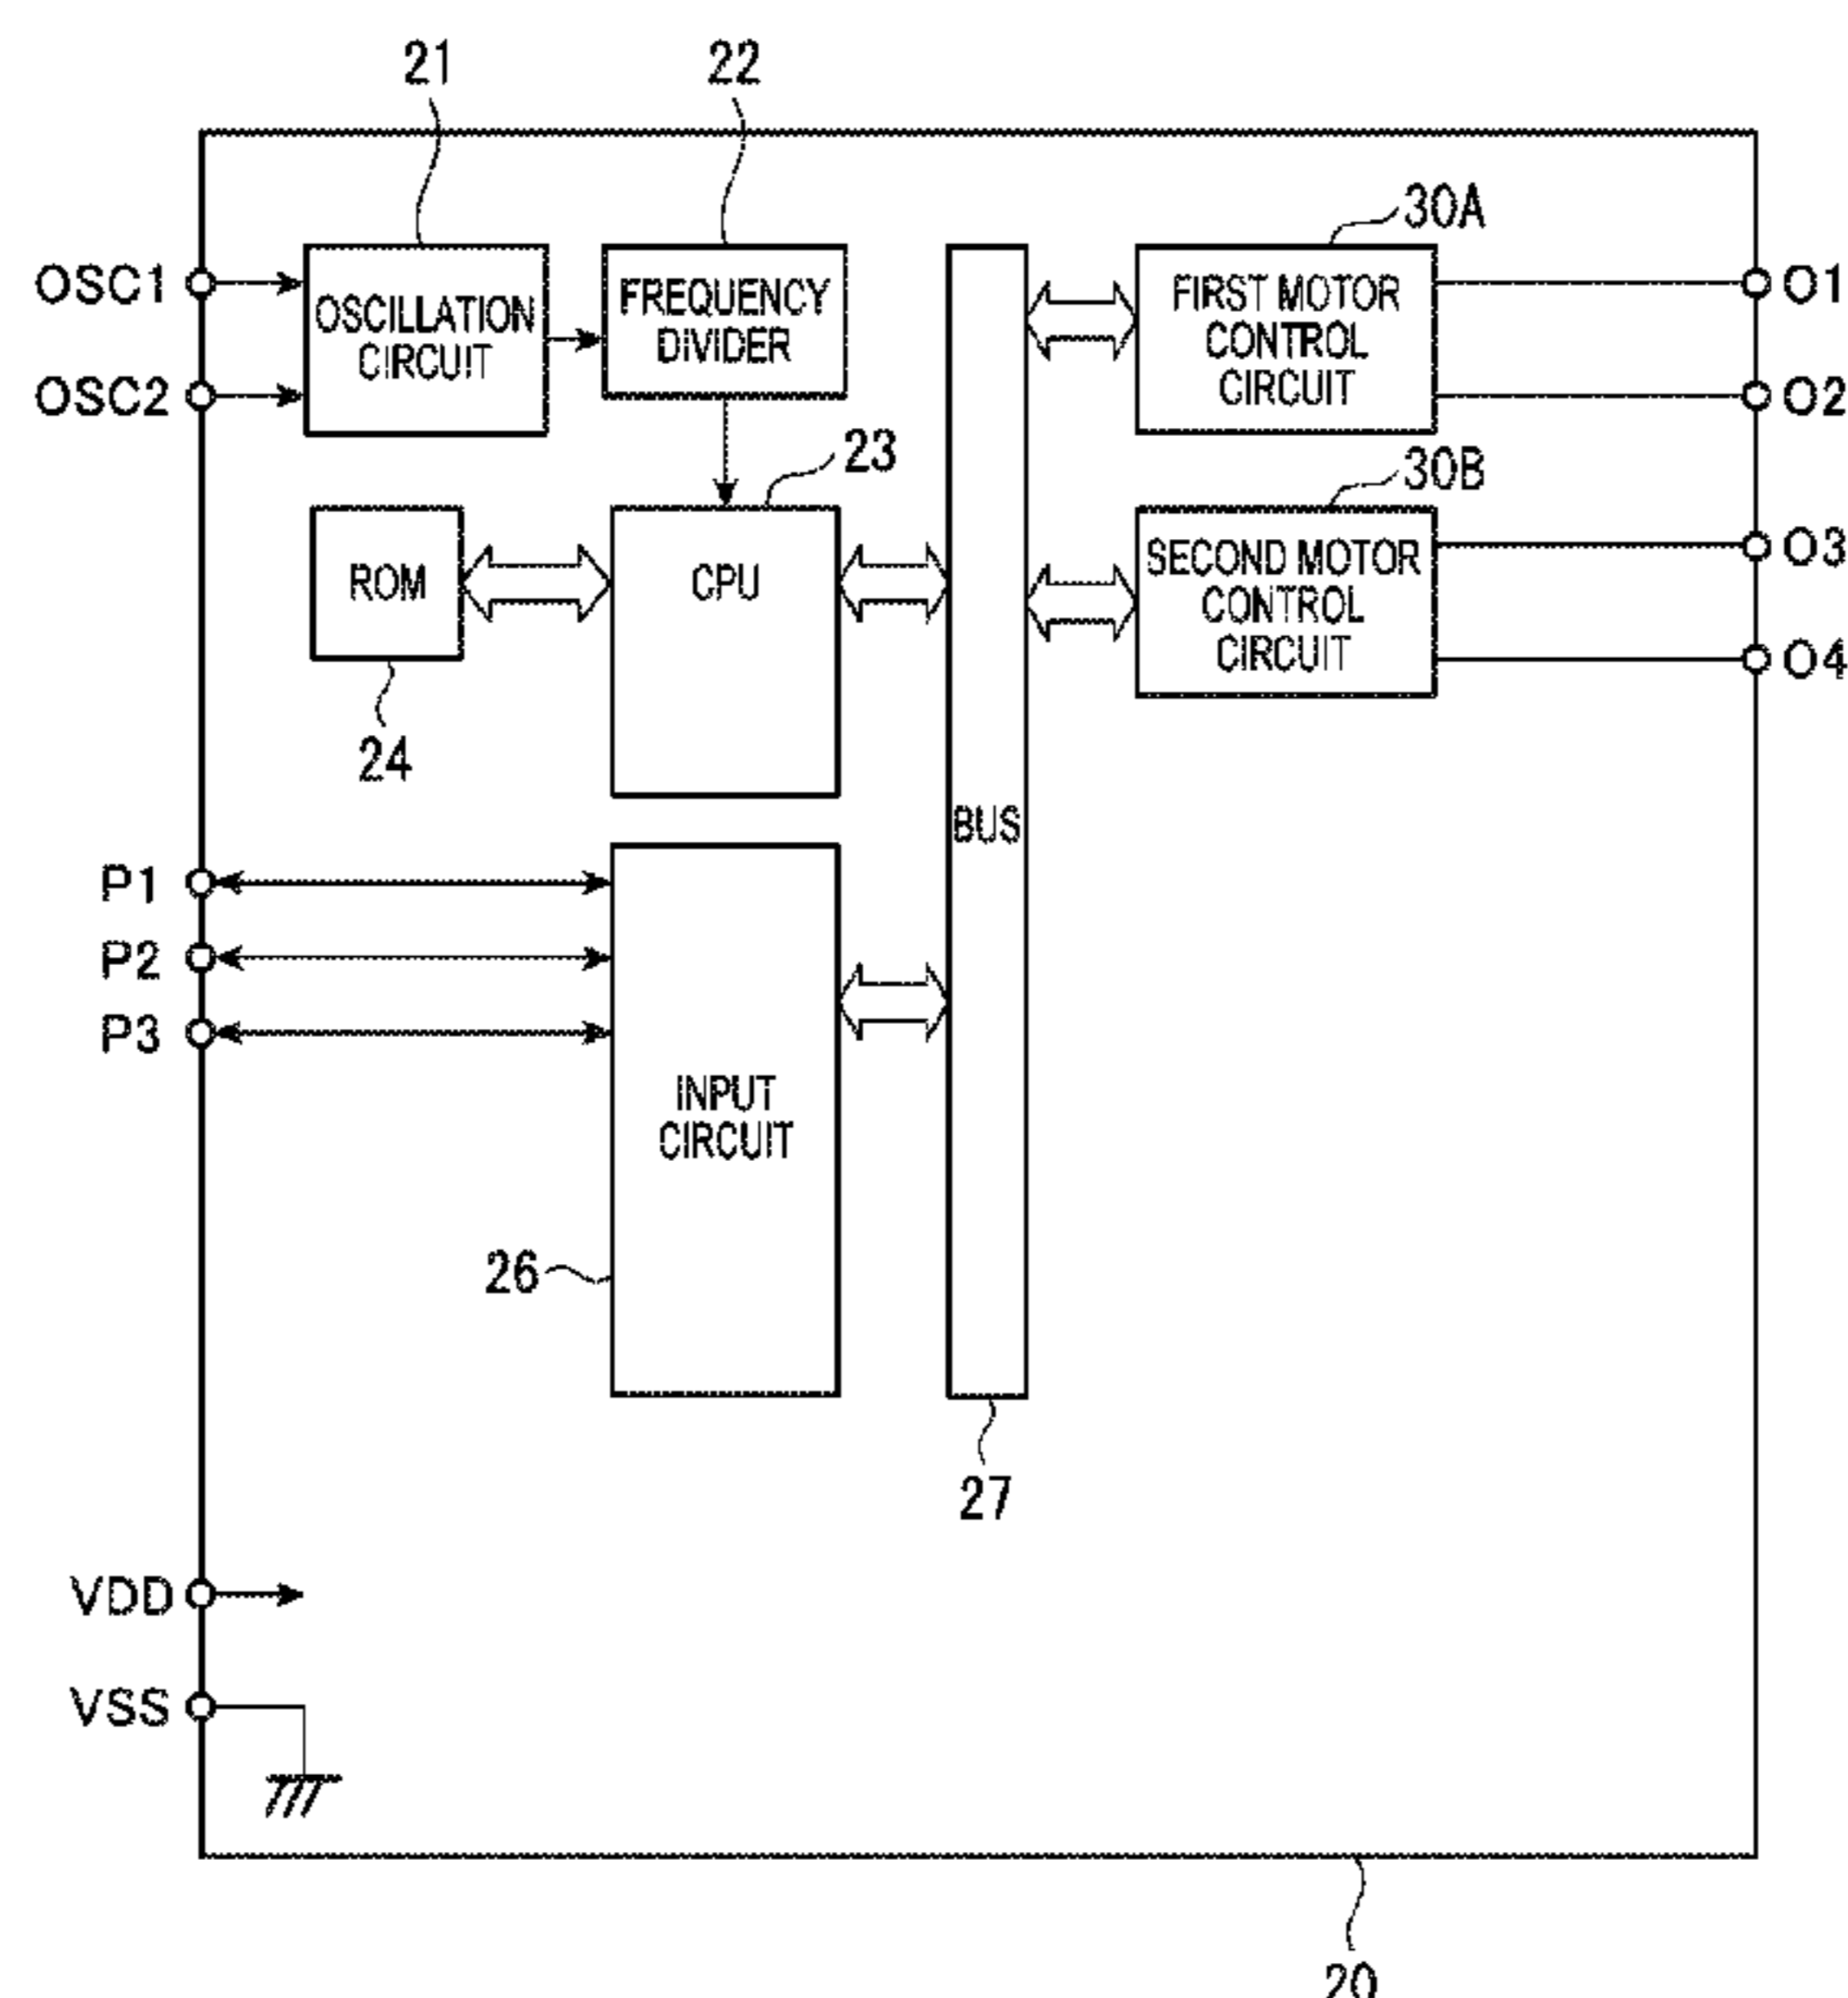 21
22
30A
OSC1
OSCILLATION
CIRCUIT
FREQUENCY
DIVIDER
FIRST MOTOR
CONTROL
CIRCUIT
O1
OSC2
O2
23
30B
ROM
CPU
SECOND MOTOR
CONTROL
CIRCUIT
O3
O4
24
BUS
P1
P2
P3
INPUT
CIRCUIT
26
27
VDD
VSS
20